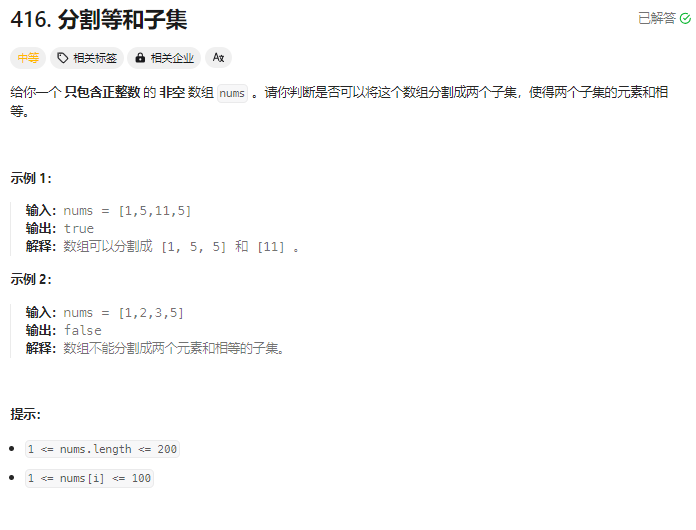 416. 分割等和子集
已解答
中等 相关标签 相关企业 Ax
给你一个 只包含正整数 的 非空 数组 nums 。请你判断是否可以将这个数组分割成两个子集，使得两个子集的元素和相
等。
示例 1：
输入：nums = [1,5,11,5]
输出：true
解释：数组可以分割成 [1, 5, 5] 和 [11] 。
示例 2：
输入：nums = [1,2,3,5]
输出：false
解释：数组不能分割成两个元素和相等的子集。
提示：
1 <= nums.length <= 200
1 <= nums[i] <= 100